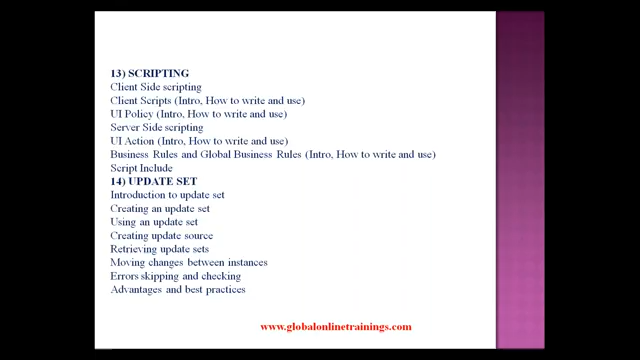 13) SCRIPTING
Client Side scripting
Client Scripts (Intro, How to write and use)
UI Policy (Intro, How to write and use)
Server Side scripting
UI Action (Intro, How to write and use)
Business Rules and Global Business Rules (Intro, How to write and use)
Script Include
14) UPDATE SET
Introduction to update set
Creating an update set
Using an update set
Creating update source
Retrieving update sets
Moving changes between instances
Errors skipping and checking
Advantages and best practices
www.globalonlinetrainings.com